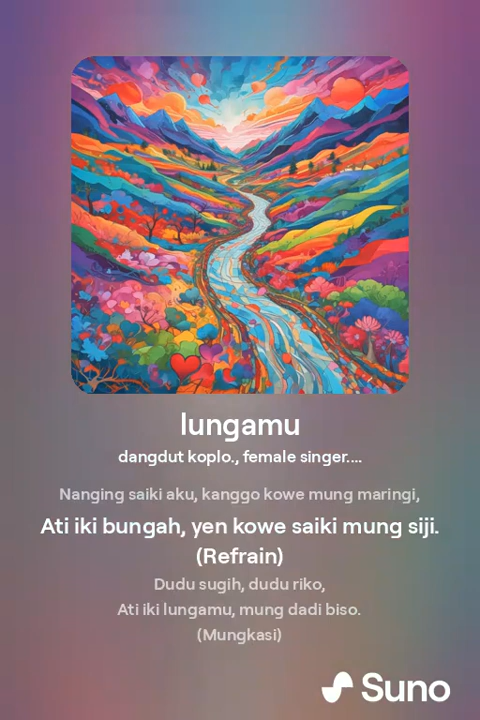 lungamu
dangdut koplo., female singer....
Nanging saiki aku, kanggo kowe mung maringi,
Ati iki bungah, yen kowe saiki mung siji.
(Refrain)
Dudu sugih, dudu riko,
Ati iki lungamu, mung dadi biso.
(Mungkasi)
Suno